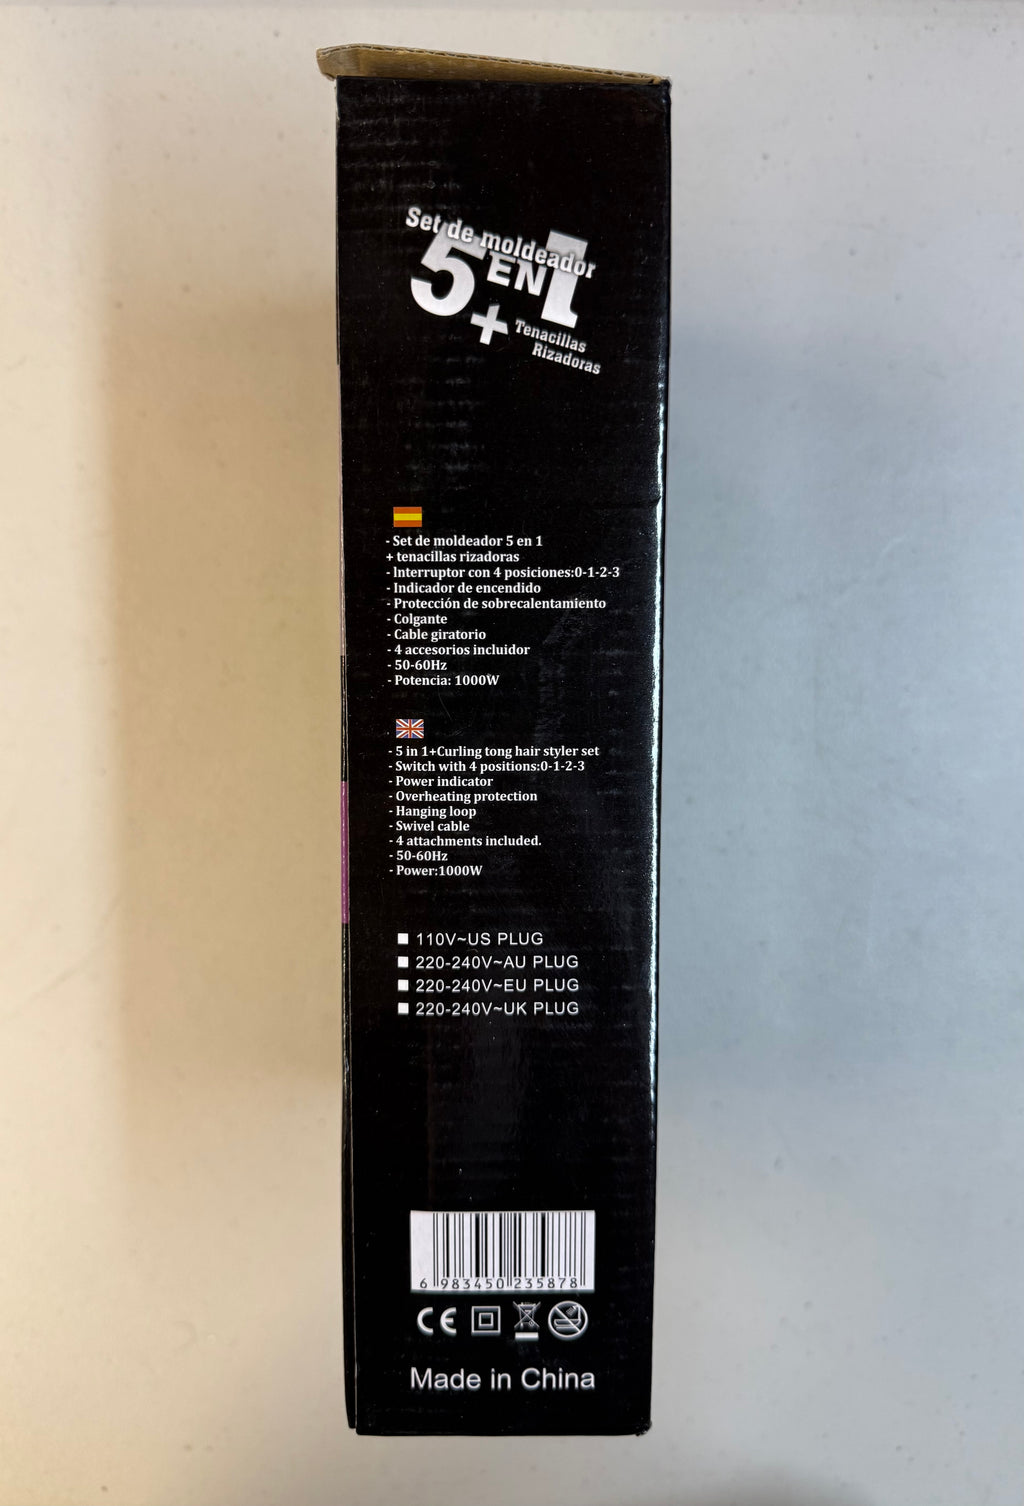 Set de moldeador
5 EN 1
+ Tenacillas
Rizadoras
- Set de moldeador 5 en 1
+ tenacillas rizadoras
- Interruptor con 4 posiciones:0-1-2-3
- Indicador de encendido
- Protección de sobrecalentamiento
- Colgante
- Cable giratorio
- 4 accesorios incluidor
- 50-60Hz
- Potencia: 1000W
- 5 in 1+Curling tong hair styler set
- Switch with 4 positions:0-1-2-3
- Power indicator
- Overheating protection
- Hanging loop
- Swivel cable
- 4 attachments included.
- 50-60Hz
- Power:1000W
110V~US PLUG
220-240V~AU PLUG
220-240V~EU PLUG
220-240V~UK PLUG
6 983450 235878
CE
Made in China